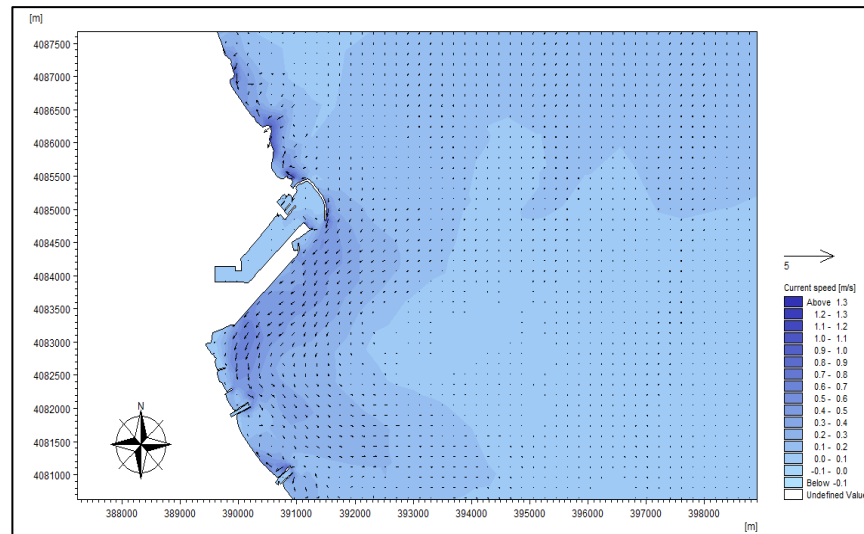 [m]
4087500
4087000
4086500
4086000
4085500
4085000
4084500
4084000
4083500
4083000
4082500
4082000
4081500
4081000
388000 389000 390000 391000 392000 393000 394000 395000 396000 397000 398000
[m]
N
5
Current speed [m/s]
Above 1.3
1.2 - 1.3
1.1 - 1.2
1.0 - 1.1
0.9 - 1.0
0.8 - 0.9
0.7 - 0.8
0.6 - 0.7
0.5 - 0.6
0.4 - 0.5
0.3 - 0.4
0.2 - 0.3
0.1 - 0.2
0.0 - 0.1
-0.1 - 0.0
Below -0.1
Undefined Value